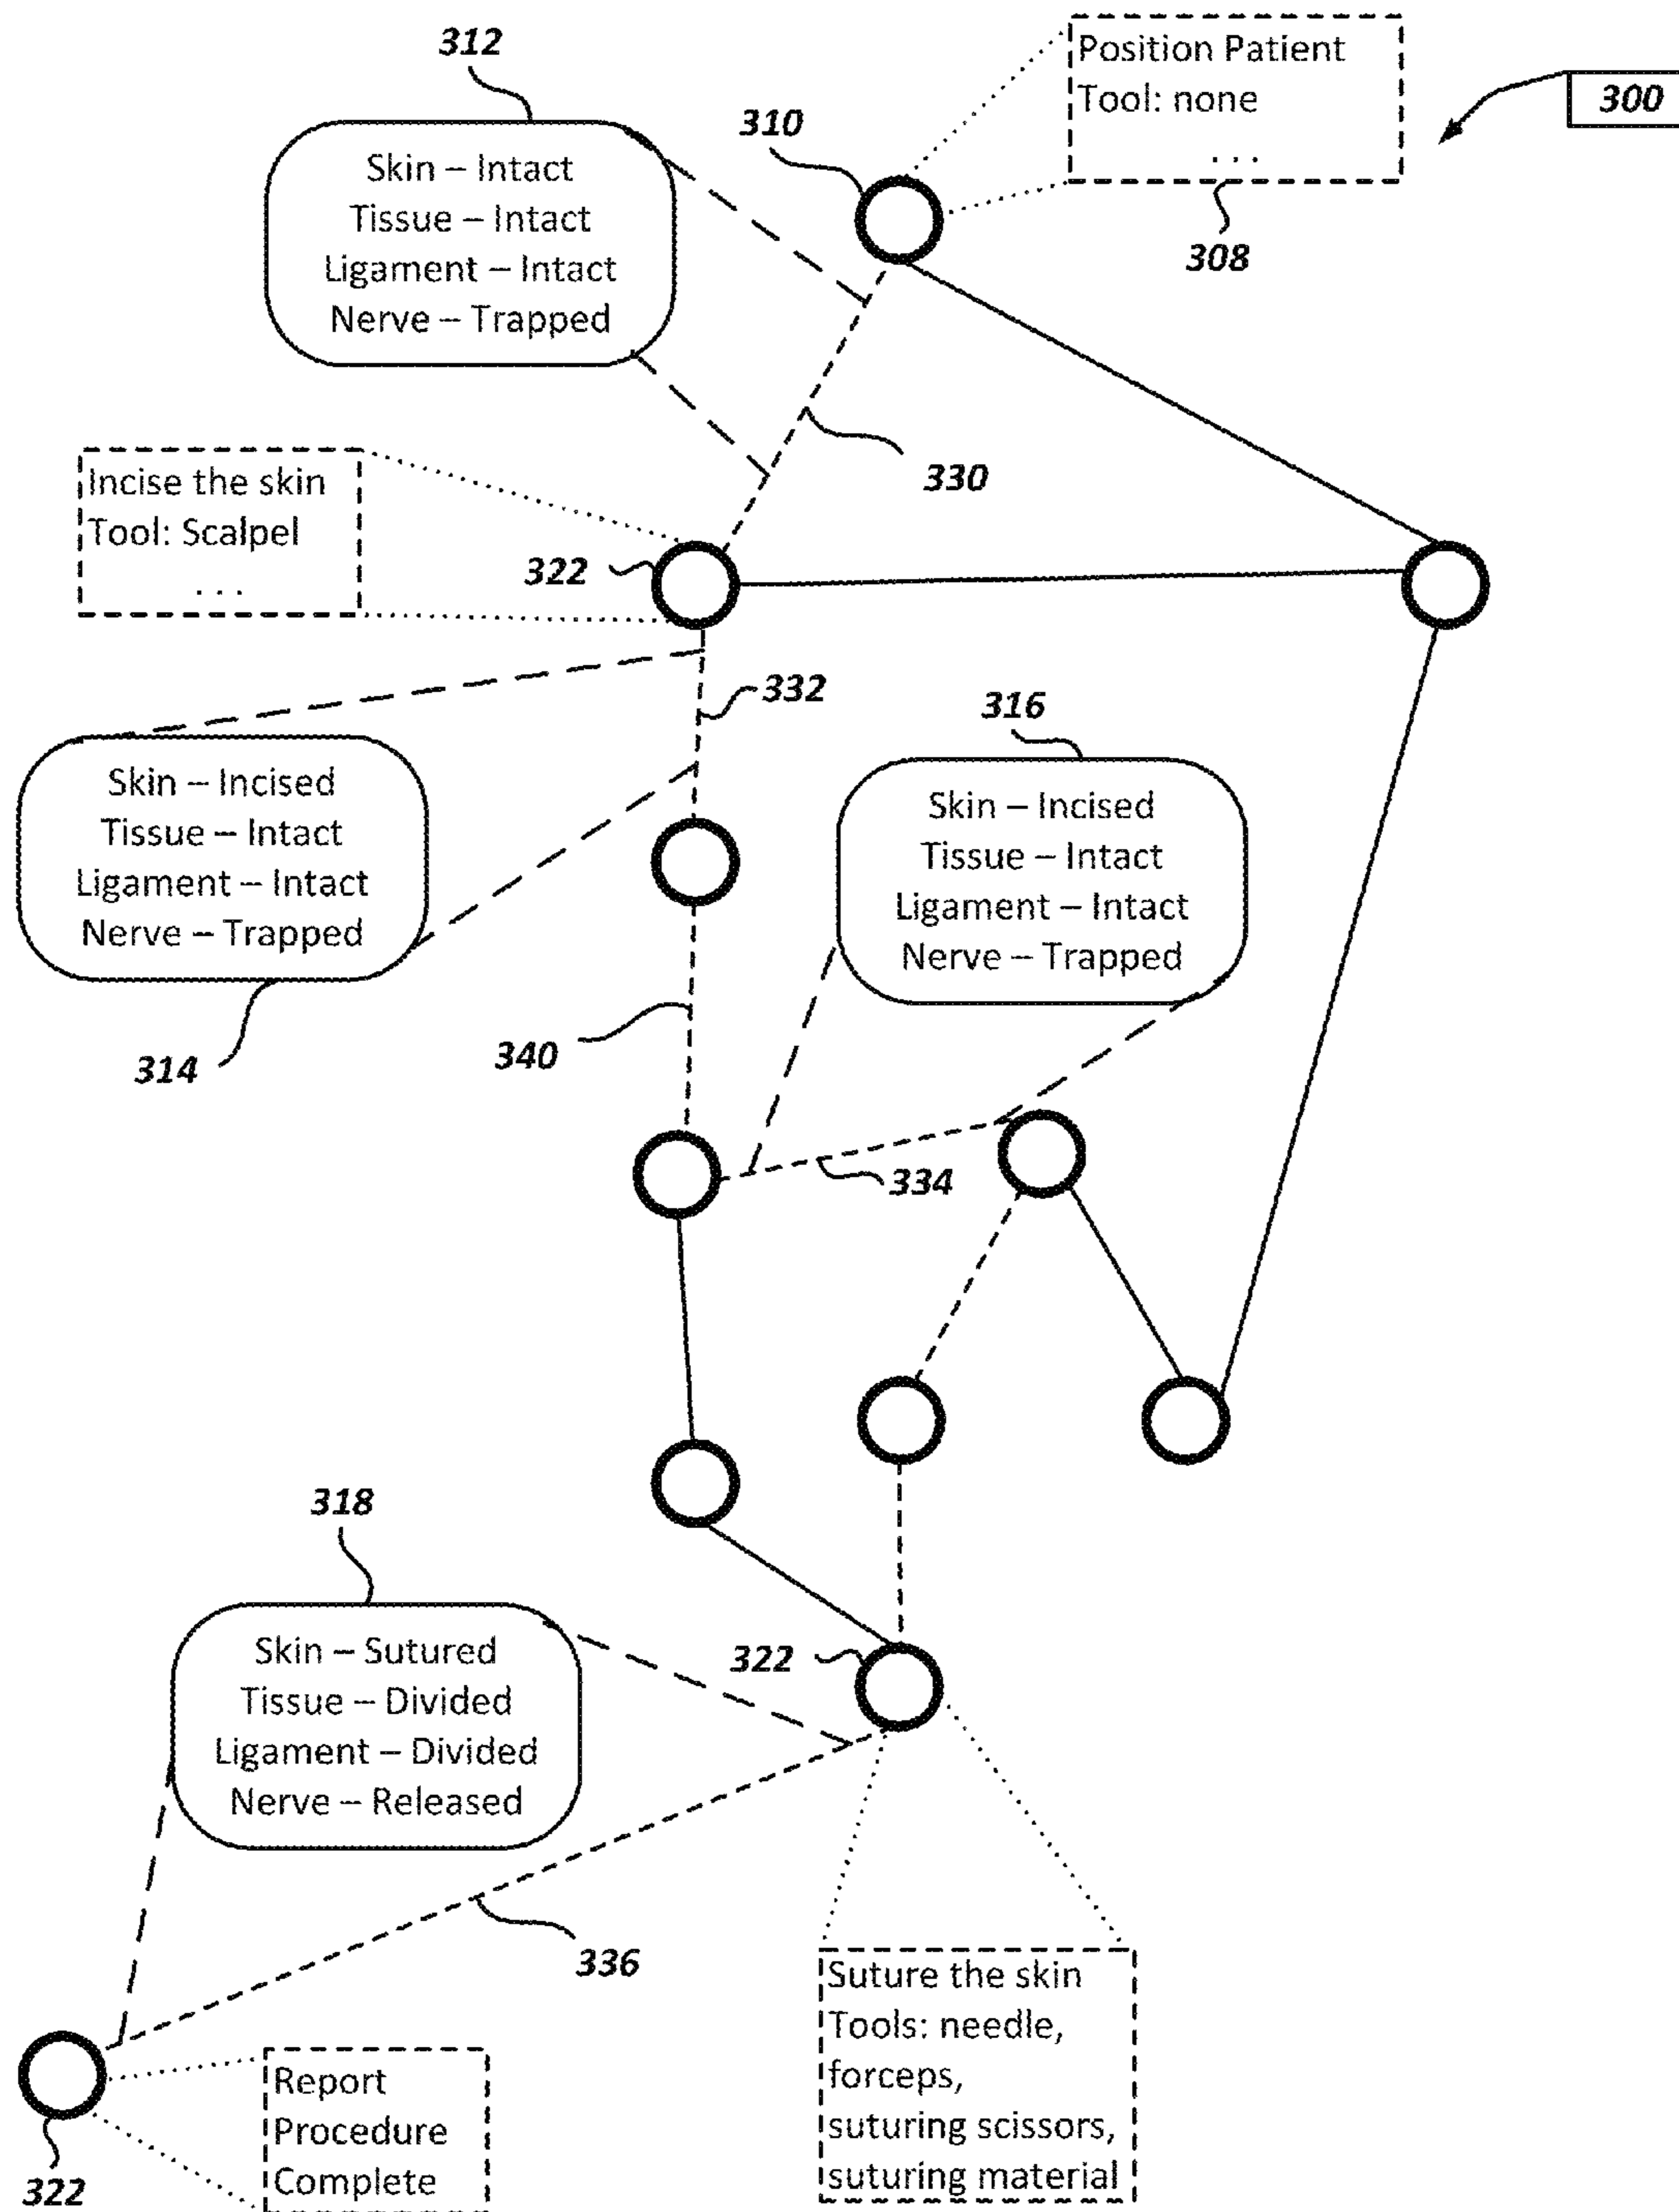 312
Position Patient
Tool: none
...
300
310
308
Skin – Intact
Tissue – Intact
Ligament – Intact
Nerve – Trapped
330
Incise the skin
Tool: Scalpel
...
322
332
316
Skin – Incised
Tissue – Intact
Ligament – Intact
Nerve – Trapped
314
Skin – Incised
Tissue – Intact
Ligament – Intact
Nerve – Trapped
340
334
318
Skin – Sutured
Tissue – Divided
Ligament – Divided
Nerve – Released
322
336
Suture the skin
Tools: needle,
forceps,
suturing scissors,
suturing material
Report
Procedure
Complete
322